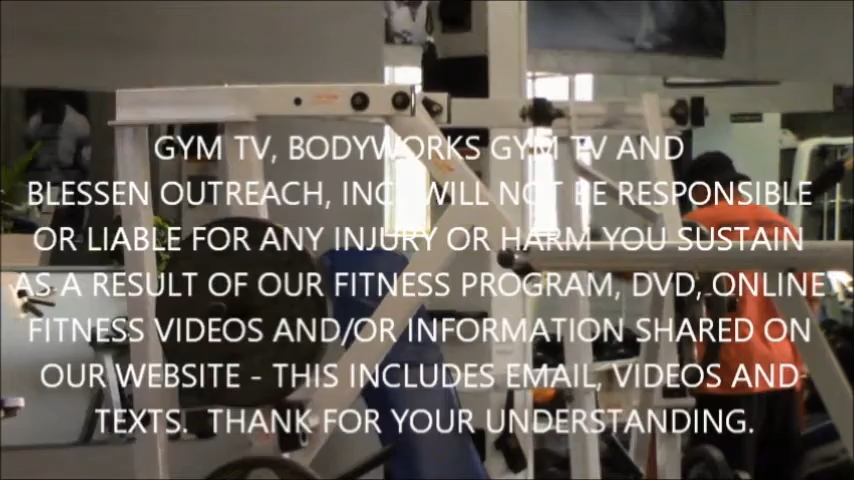 GYM TV, BODYWORKS GYM TV AND
BLESSEN OUTREACH, INC. WILL NOT BE RESPONSIBLE
OR LIABLE FOR ANY INJURY OR HARM YOU SUSTAIN
AS A RESULT OF OUR FITNESS PROGRAM, DVD, ONLINE
FITNESS VIDEOS AND/OR INFORMATION SHARED ON
OUR WEBSITE - THIS INCLUDES EMAIL, VIDEOS AND
TEXTS. THANK FOR YOUR UNDERSTANDING.